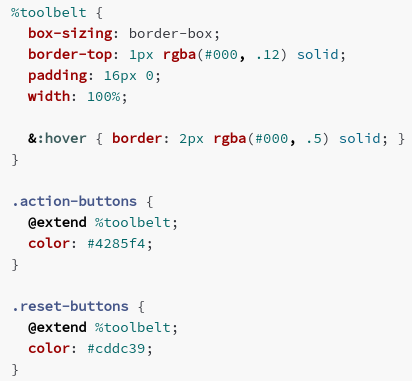 %toolbelt {
  box-sizing: border-box;
  border-top: 1px rgba(#000, .12) solid;
  padding: 16px 0;
  width: 100%;

  &:hover { border: 2px rgba(#000, .5) solid; }
}

.action-buttons {
  @extend %toolbelt;
  color: #4285f4;
}

.reset-buttons {
  @extend %toolbelt;
  color: #cddc39;
}